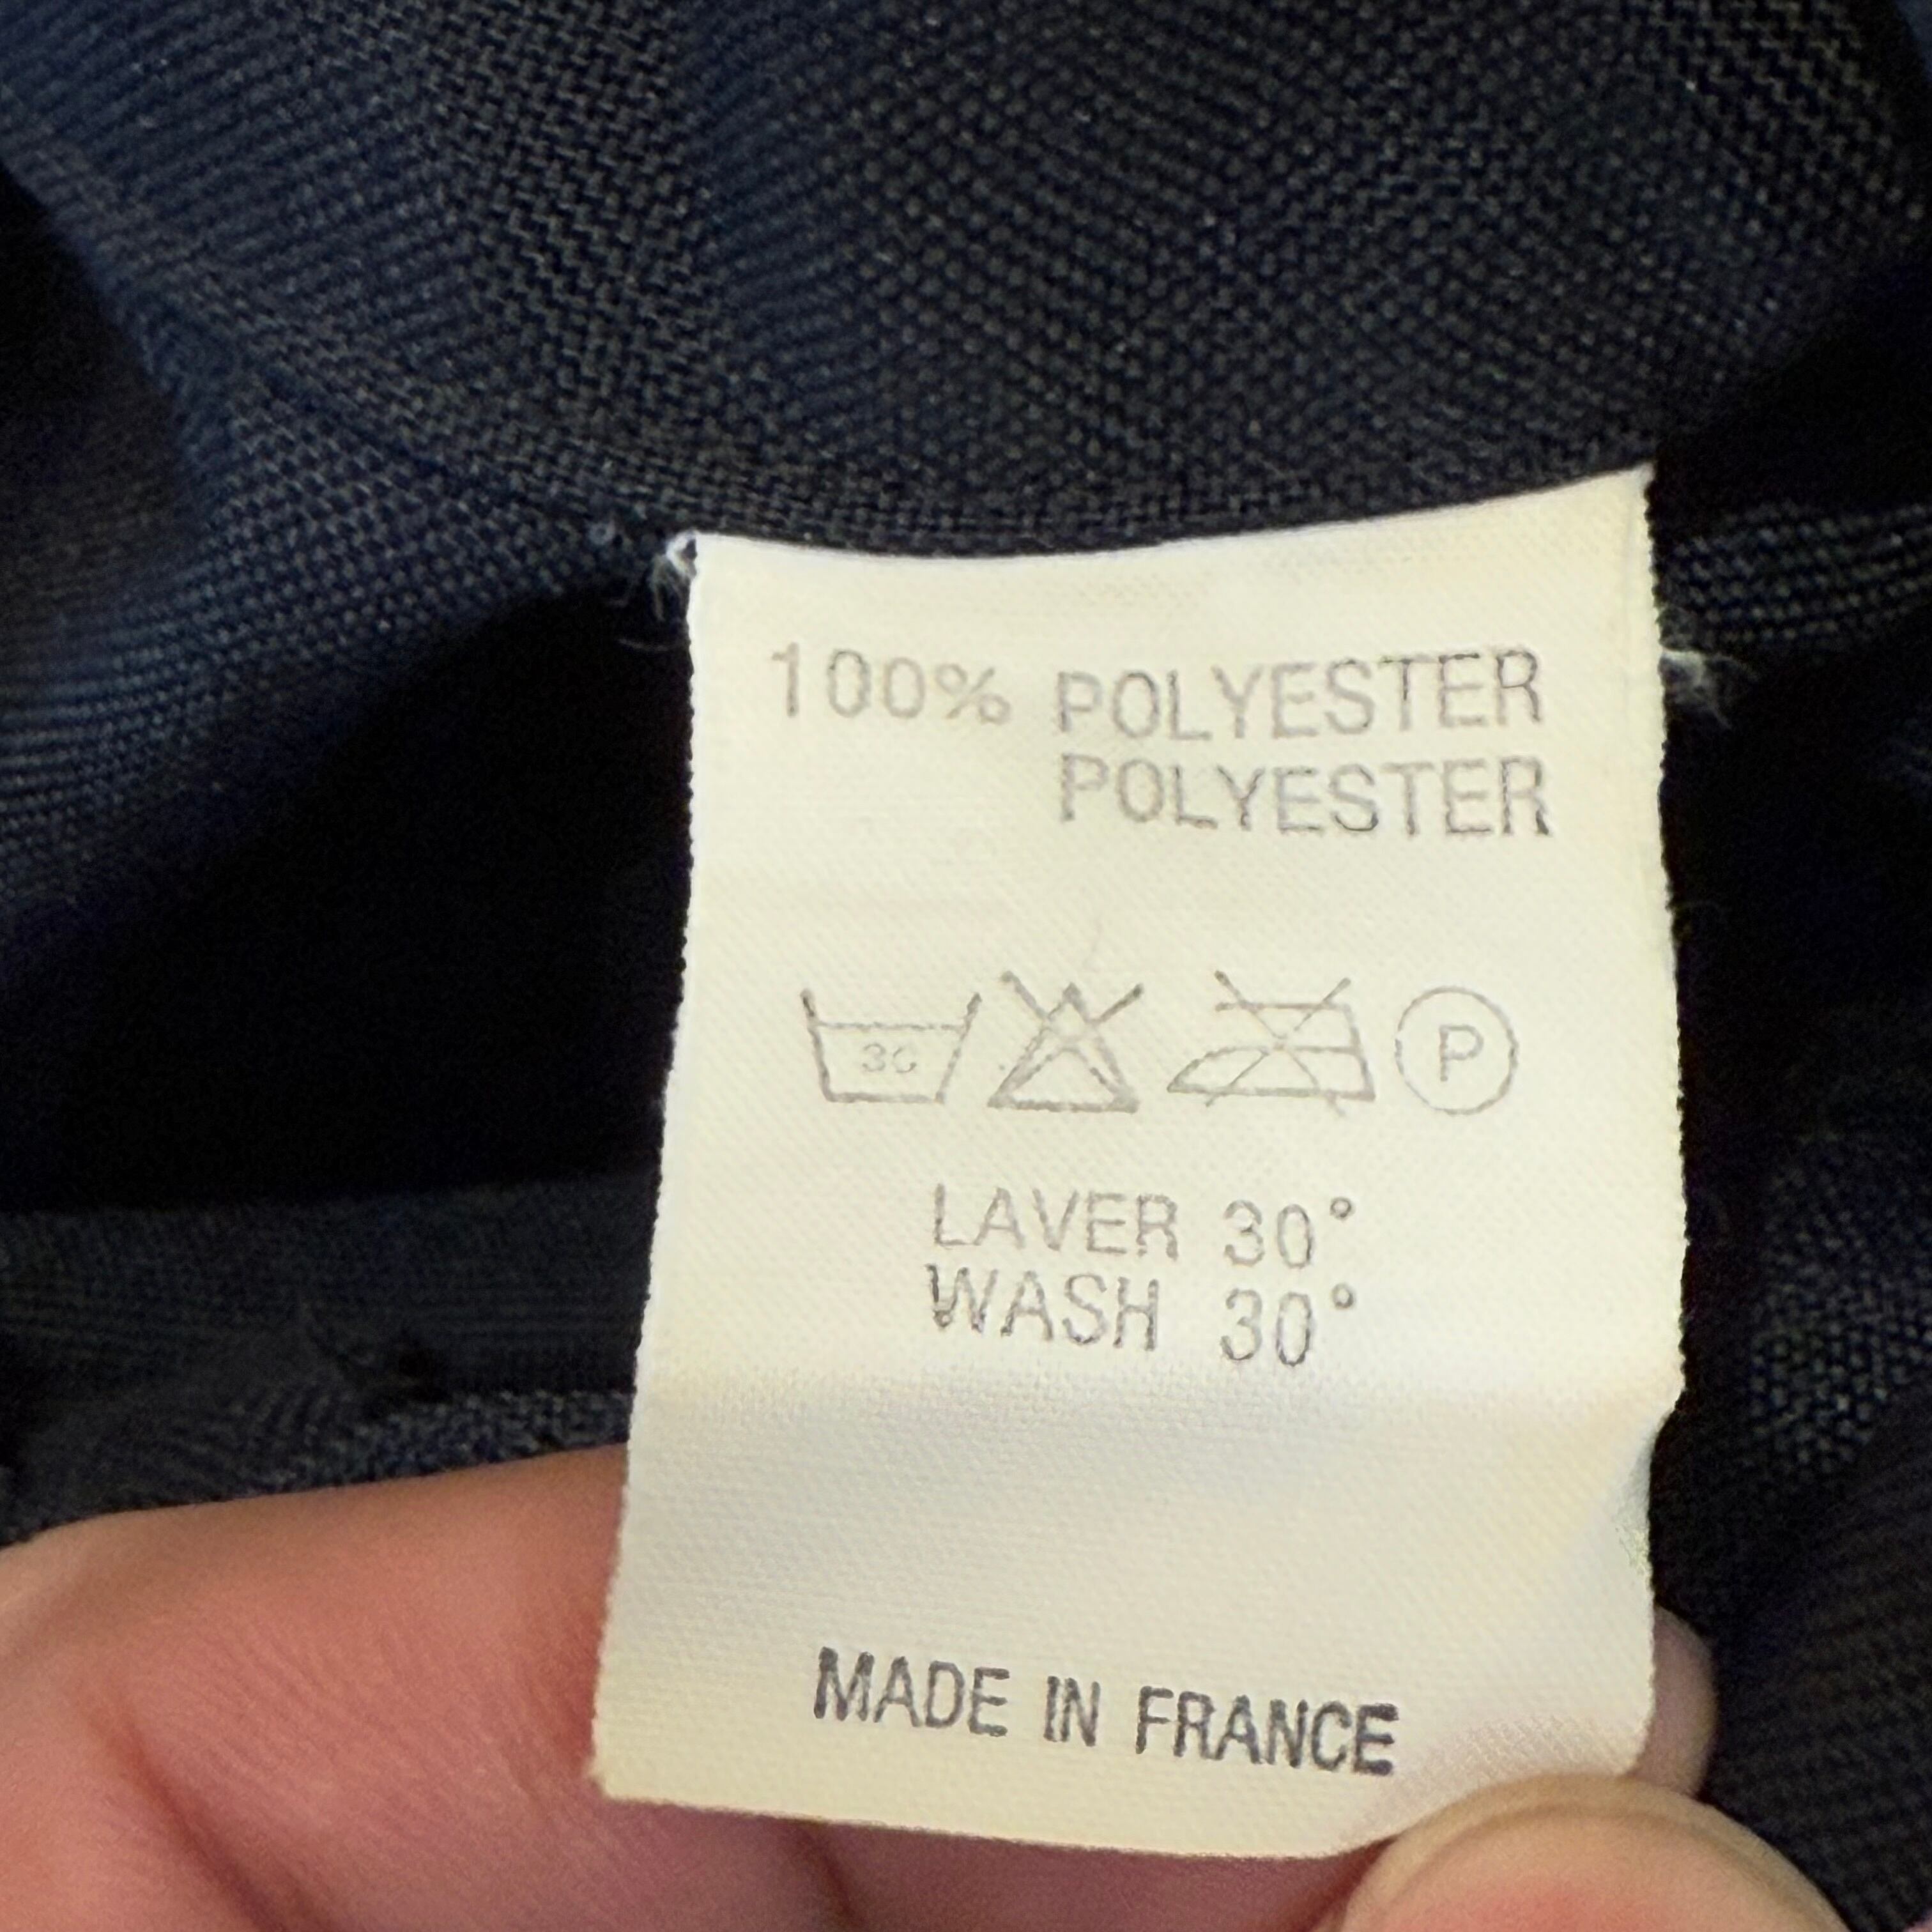 100% POLYESTER
POLYESTER
30 P
LAVER 30°
WASH 30°
MADE IN FRANCE